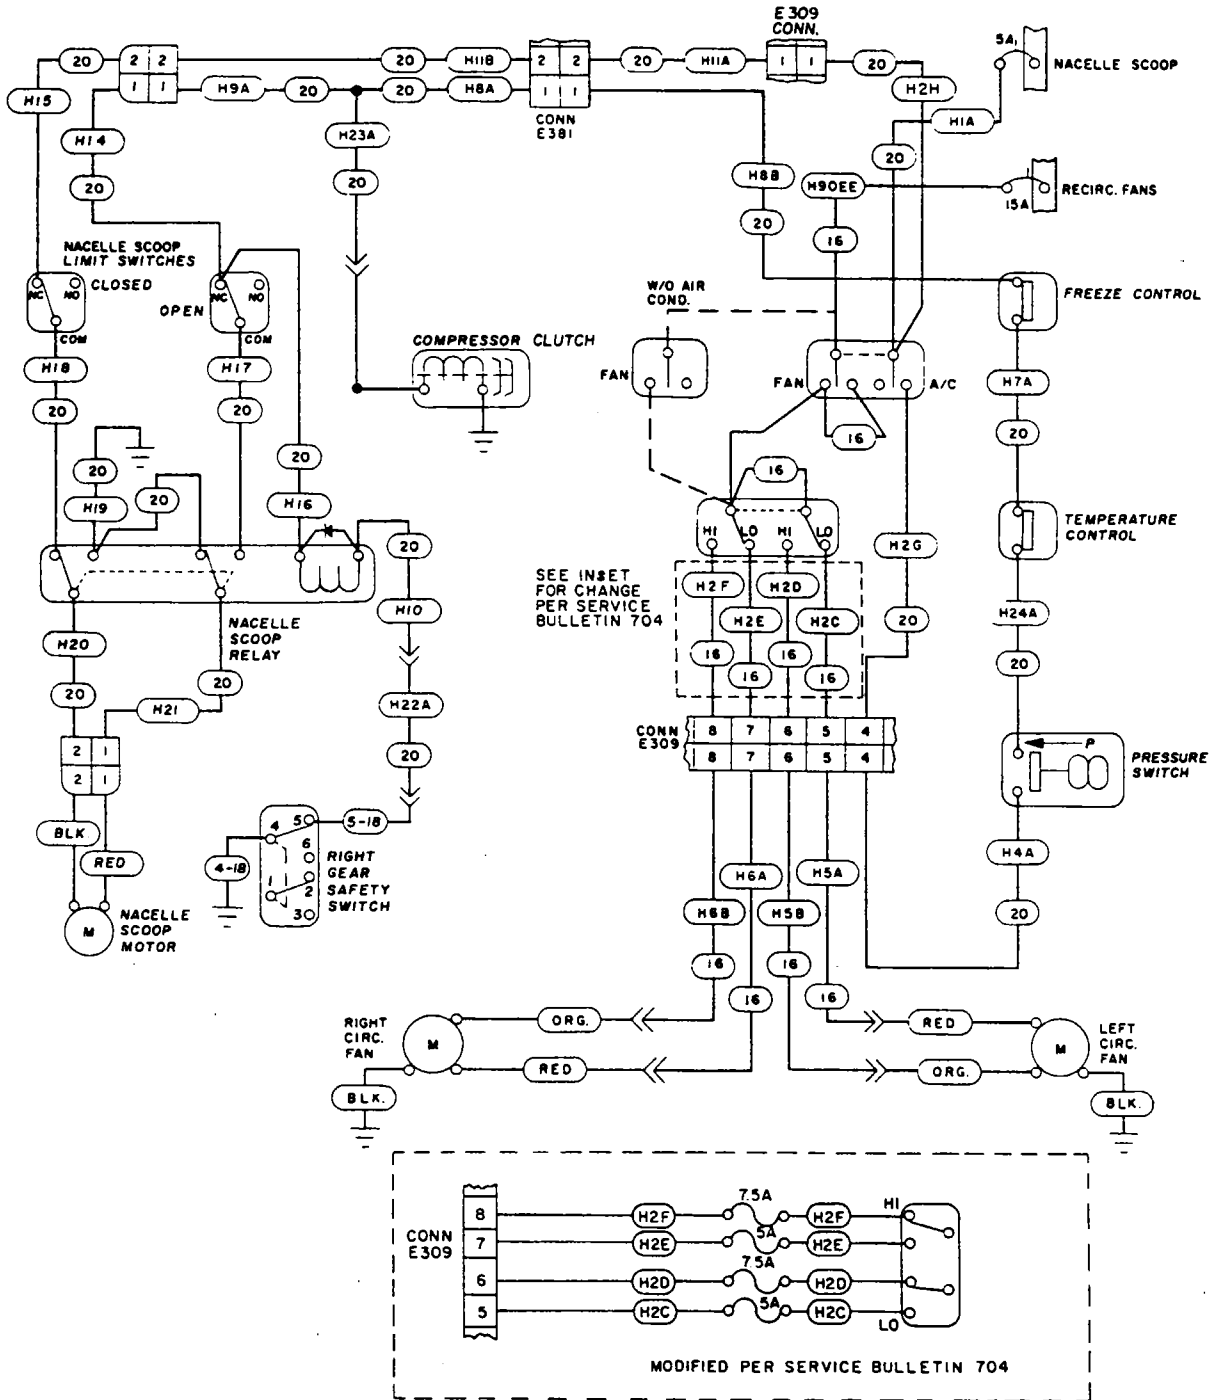 E309
CONN.
5A
NACELLE SCOOP
20
2 2
20
H11B
2 2
20
H11A
1 1
20
H15
1 1
H9A
20
20
H8A
1 1
H2H
CONN
E381
H14
H23A
H1A
20
20
20
H8B
H90EE
15A
RECIRC. FANS
20
16
NACELLE SCOOP
LIMIT SWITCHES
CLOSED
NC NO
OPEN
NC NO
COM
COM
W/O AIR
COND.
FREEZE CONTROL
COMPRESSOR CLUTCH
FAN
FAN
A/C
H18
H17
H7A
20
20
16
20
20
20
20
16
H19
H16
HI LO HI LO
TEMPERATURE
CONTROL
20
H2G
SEE INSET
FOR CHANGE
PER SERVICE
BULLETIN 704
H2F
H2D
H2E
H2C
H10
H24A
20
NACELLE
SCOOP
RELAY
H20
16
16
20
16
16
20
20
H21
H22A
CONN
E309
8 7 6 5 4
8 7 6 5 4
P
PRESSURE
SWITCH
2 1
2 1
20
BLK.
RED
5-18
4 5
6
1
2
3
4-18
RIGHT
GEAR
SAFETY
SWITCH
H4A
H6A
H5A
H6B
H5B
20
M
NACELLE
SCOOP
MOTOR
16
16
16
16
RIGHT
CIRC.
FAN
M
ORG.
RED
RED
M
LEFT
CIRC.
FAN
RED
ORG.
BLK.
BLK.
CONN
E309
8
H2F
7.5A
H2F
HI
7
H2E
5A
H2E
6
H2D
7.5A
H2D
5
H2C
5A
H2C
LO
MODIFIED PER SERVICE BULLETIN 704